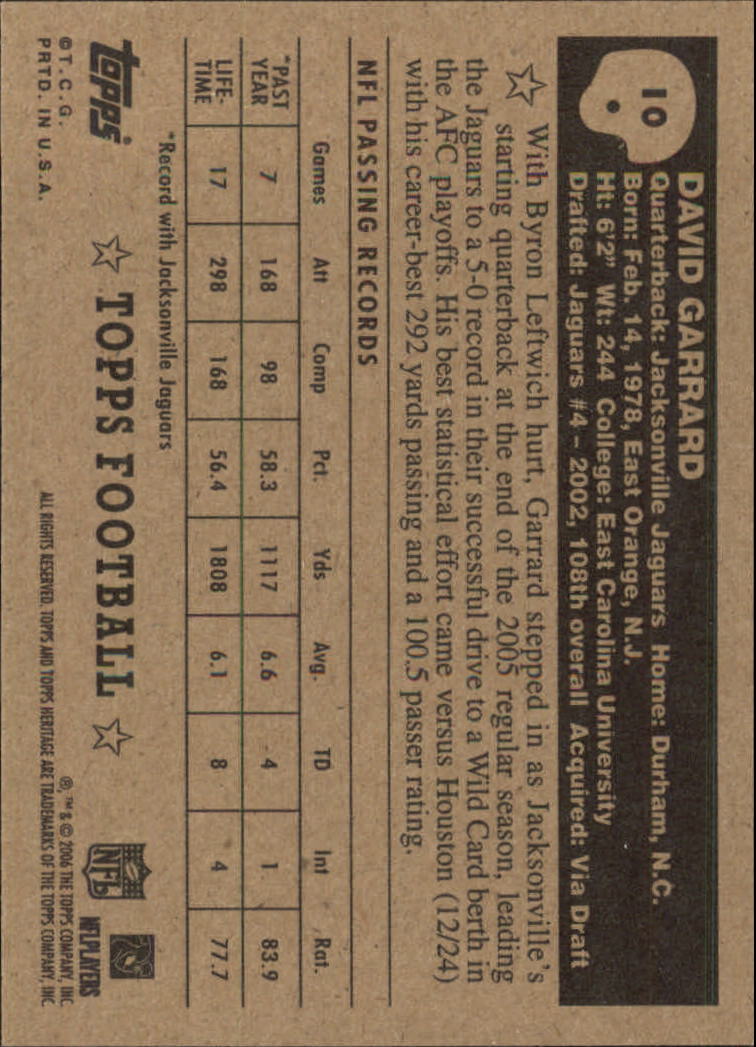 10
DAVID GARRARD
Quarterback: Jacksonville Jaguars Home: Durham, N.C.
Born: Feb. 14, 1978, East Orange, N.J.
Ht: 6'2" Wt: 244 College: East Carolina University
Drafted: Jaguars #4 – 2002, 108th overall Acquired: Via Draft
With Byron Leftwich hurt, Garrard stepped in as Jacksonville's
starting quarterback at the end of the 2005 regular season, leading
the Jaguars to a 5-0 record in their successful drive to a Wild Card berth in
the AFC playoffs. His best statistical effort came versus Houston (12/24)
with his career-best 292 yards passing and a 100.5 passer rating.
NFL PASSING RECORDS
Games Att Comp Pct. Yds Avg. TD Int Rat.
*PAST YEAR 7 168 98 58.3 1117 6.6 4 1 83.9
LIFE-TIME 17 298 168 56.4 1808 6.1 8 4 77.7
*Record with Jacksonville Jaguars
topps
©T.C.G.
PRTD. IN U.S.A.
TOPPS FOOTBALL
NFL
NFLPLAYERS
®, ™ & © 2006 THE TOPPS COMPANY, INC
ALL RIGHTS RESERVED. TOPPS AND TOPPS HERITAGE ARE TRADEMARKS OF THE TOPPS COMPANY, INC.